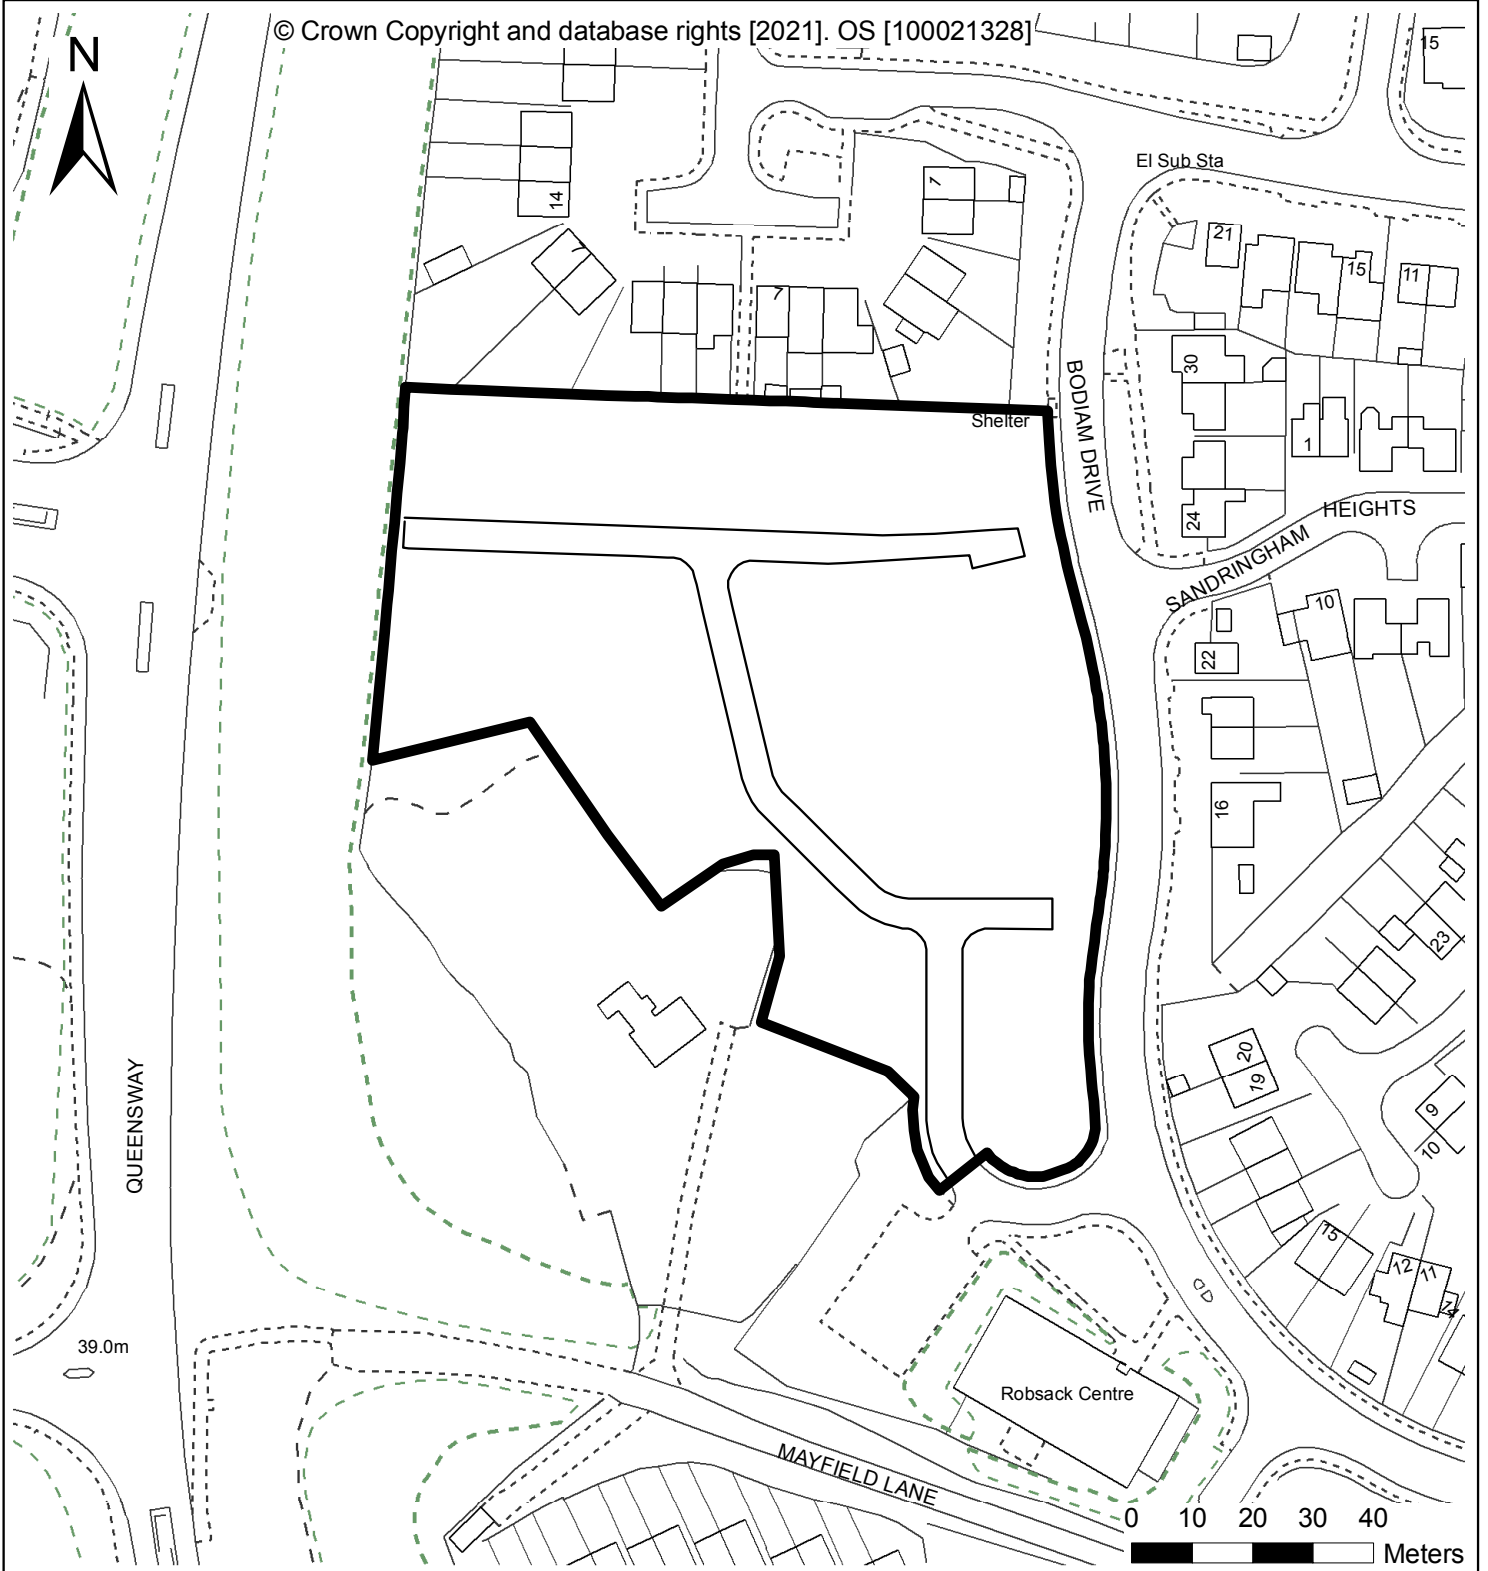 © Crown Copyright and database rights [2021]. OS [100021328]
N
15
El Sub Sta
14
7
7
7
21
15
11
30
1
24
Shelter
BODIAM DRIVE
SANDRINGHAM
HEIGHTS
10
22
16
23
20
19
9
10
15
12
11
14
QUEENSWAY
39.0m
Robsack Centre
MAYFIELD LANE
0 10 20 30 40
Meters